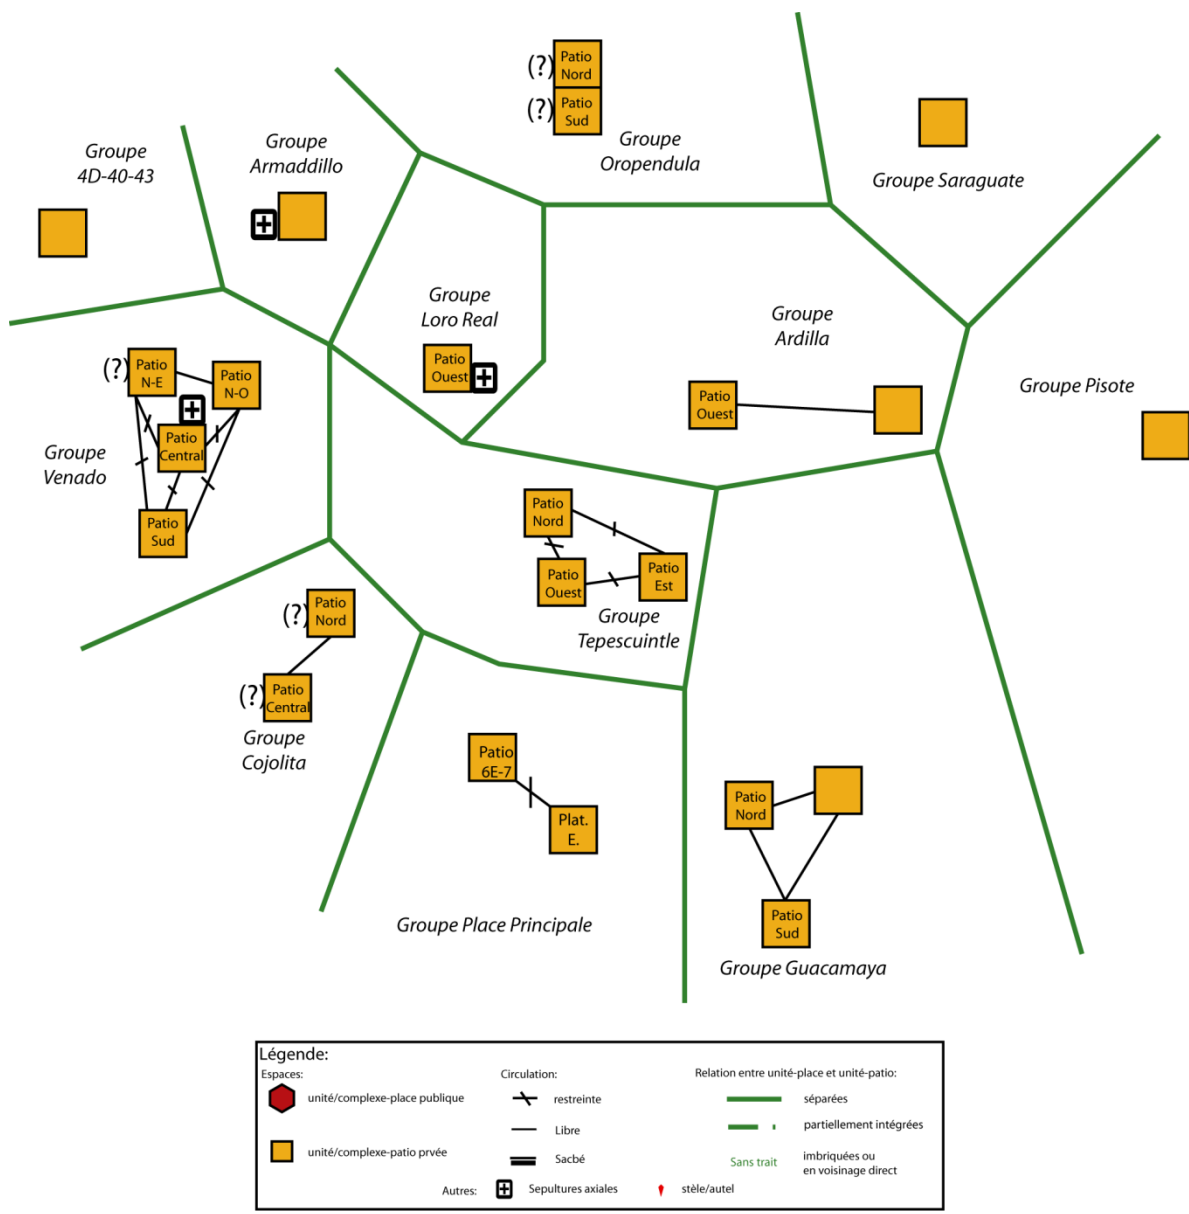 Patio
Nord
(?)
Patio
Sud
(?)
Groupe
Oropendula
Groupe Saraguate
Groupe
4D-40-43
Groupe
Armaddillo
Groupe
Loro Real
Patio
Ouest
Groupe
Ardilla
Patio
Ouest
Groupe Pisote
(?)
Patio
N-E
Patio
N-O
Patio
Central
Groupe
Venado
Patio
Sud
Patio
Nord
Patio
Ouest
Patio
Est
Groupe
Tepescuintle
(?)
Patio
Nord
(?)
Patio
Central
Groupe
Cojolita
Patio
6E-7
Plat.
E.
Groupe Place Principale
Patio
Nord
Patio
Sud
Groupe Guacamaya
Légende:
Espaces:
unité/complexe-place publique
unité/complexe-patio prvée
Circulation:
restreinte
Libre
Sacbé
Relation entre unité-place et unité-patio:
séparées
partiellement intégrées
Sans trait
imbriquées ou
en voisinage direct
Autres:
Sepultures axiales
stèle/autel